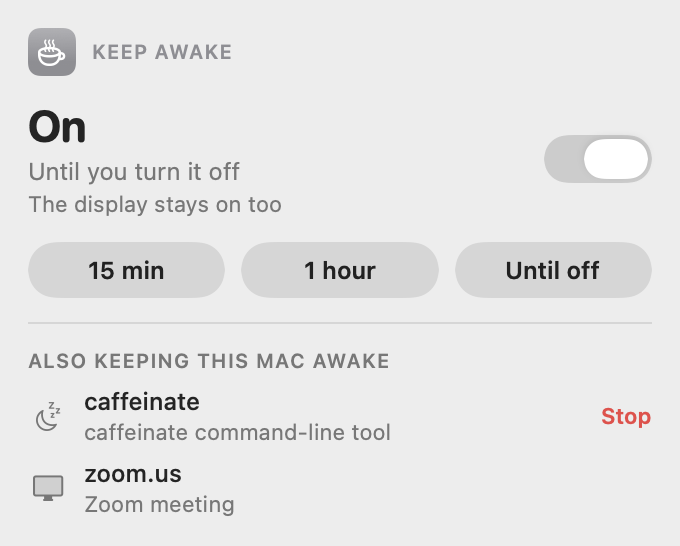 KEEP AWAKE
On
Until you turn it off
The display stays on too
15 min
1 hour
Until off
ALSO KEEPING THIS MAC AWAKE
caffeinate
caffeinate command-line tool
Stop
zoom.us
Zoom meeting